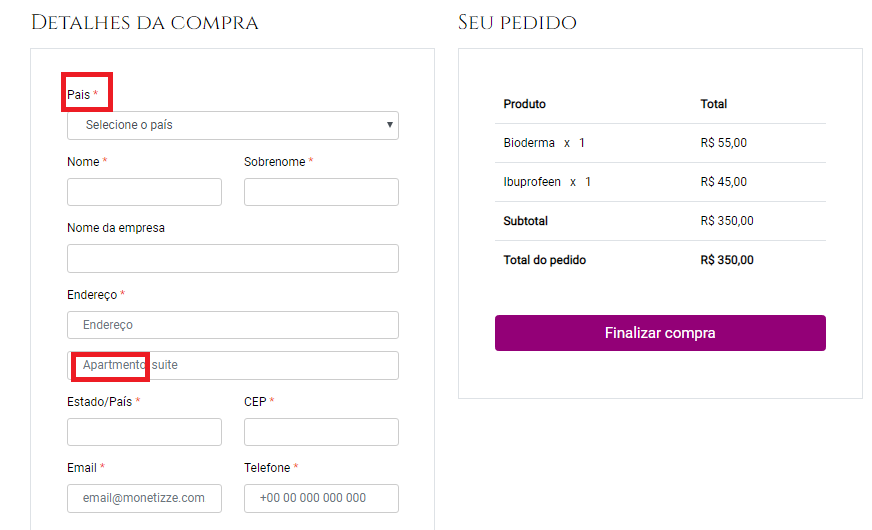 Detalhes da compra
Pais *
Selecione o país
Nome *
Sobrenome *
Nome da empresa
Endereço *
Endereço
Apartmento suite
Estado/País *
CEP *
Email *
Telefone *
email@monetizze.com
+00 00 000 000 000
Seu pedido
Produto Total
Bioderma x 1 R$ 55,00
Ibuprofeen x 1 R$ 45,00
Subtotal R$ 350,00
Total do pedido R$ 350,00
Finalizar compra